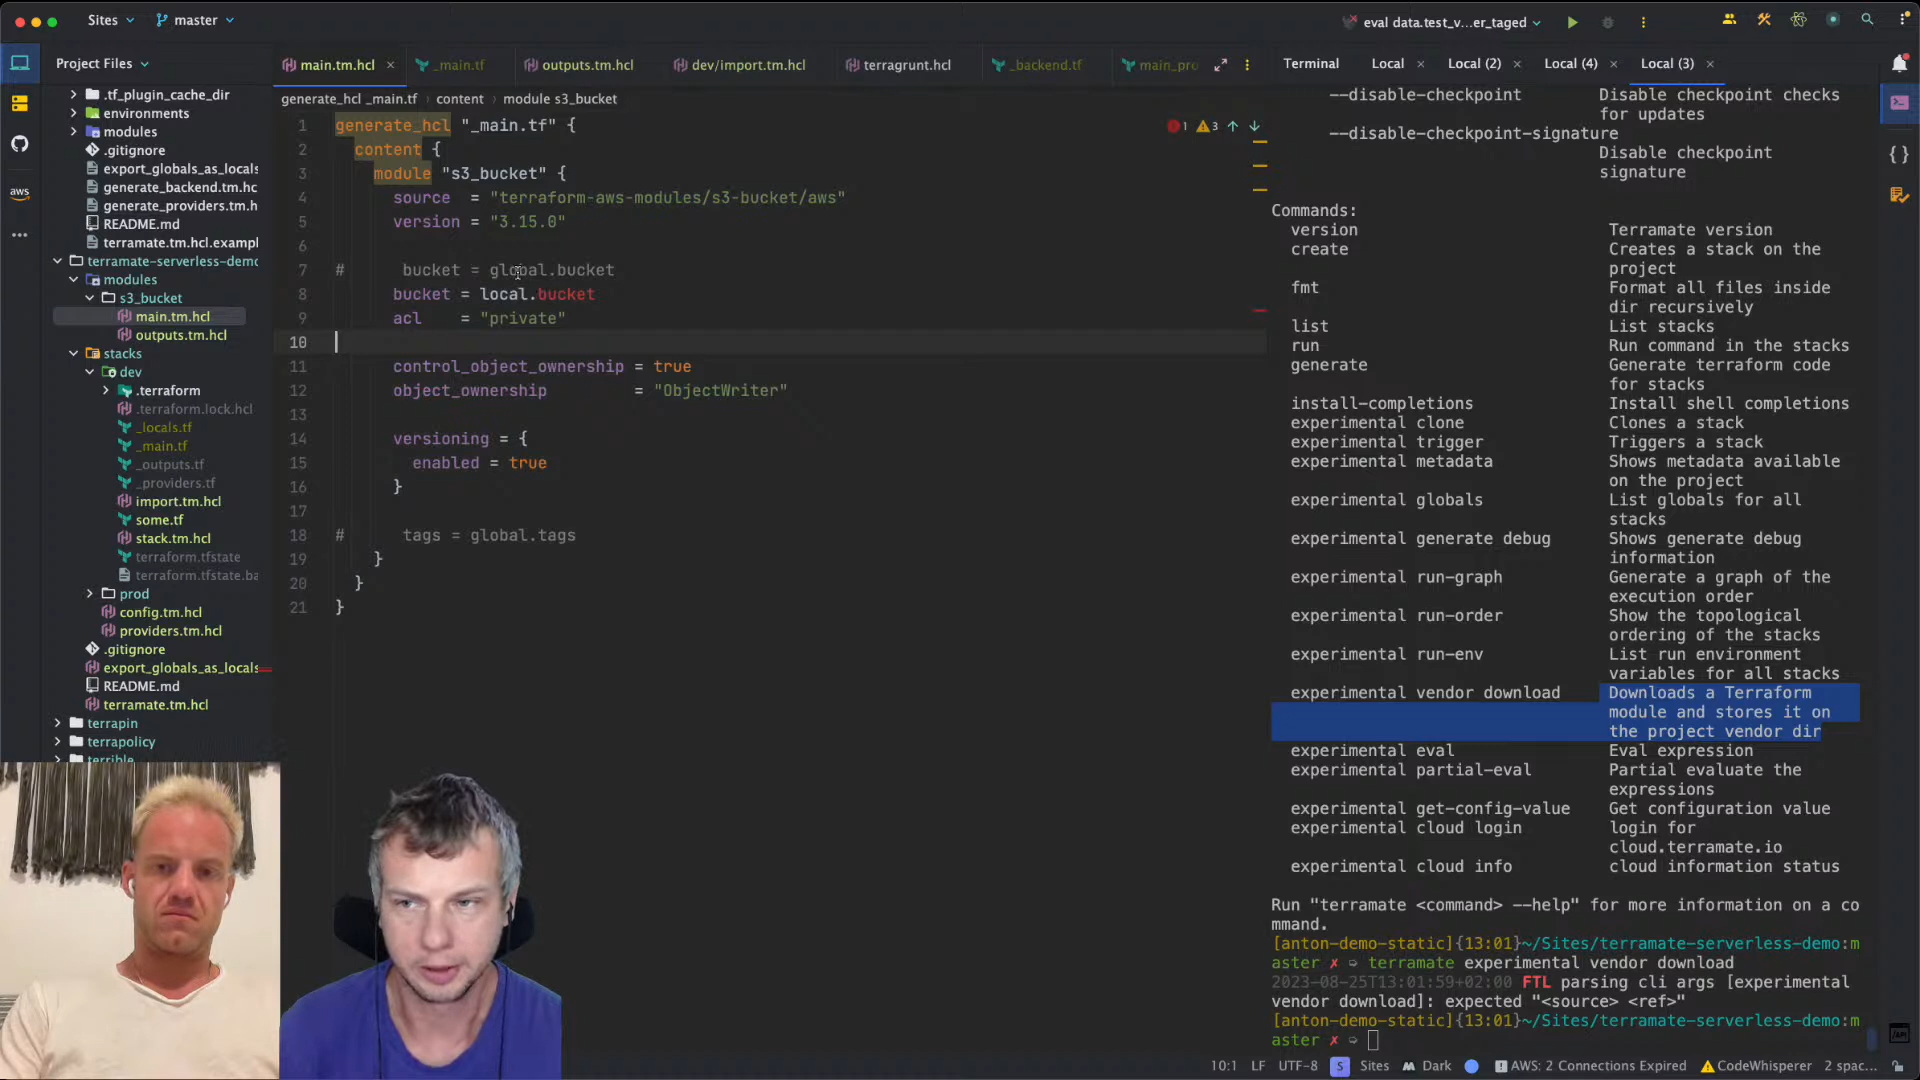 Sites
master
eval data.test_v...er_taged
Project Files
main.tm.hcl
_main.tf
outputs.tm.hcl
dev/import.tm.hcl
terragrunt.hcl
_backend.tf
main_pro
Terminal
Local
Local (2)
Local (4)
Local (3)
.tf_plugin_cache_dir
environments
modules
.gitignore
export_globals_as_locals
generate_backend.tm.hc
generate_providers.tm.h
README.md
terramate.tm.hcl.exampl
terramate-serverless-demo
modules
s3_bucket
main.tm.hcl
outputs.tm.hcl
stacks
dev
.terraform
.terraform.lock.hcl
_locals.tf
_main.tf
_outputs.tf
_providers.tf
import.tm.hcl
some.tf
stack.tm.hcl
terraform.tfstate
terraform.tfstate.ba
prod
config.tm.hcl
providers.tm.hcl
.gitignore
export_globals_as_locals
README.md
terramate.tm.hcl
terrapin
terrapolicy
terrible
aws
generate_hcl _main.tf content module s3_bucket
1 generate_hcl "_main.tf" {
2 content {
3 module "s3_bucket" {
4 source = "terraform-aws-modules/s3-bucket/aws"
5 version = "3.15.0"
6
7 # bucket = global.bucket
8 bucket = local.bucket
9 acl = "private"
10
11 control_object_ownership = true
12 object_ownership = "ObjectWriter"
13
14 versioning = {
15 enabled = true
16 }
17
18 # tags = global.tags
19 }
20 }
21 }
1 3
--disable-checkpoint Disable checkpoint checks
for updates
--disable-checkpoint-signature
Disable checkpoint
signature
Commands:
version Terramate version
create Creates a stack on the
project
fmt Format all files inside
dir recursively
list List stacks
run Run command in the stacks
generate Generate terraform code
for stacks
install-completions Install shell completions
experimental clone Clones a stack
experimental trigger Triggers a stack
experimental metadata Shows metadata available
on the project
experimental globals List globals for all
stacks
experimental generate debug Shows generate debug
information
experimental run-graph Generate a graph of the
execution order
experimental run-order Show the topological
ordering of the stacks
experimental run-env List run environment
variables for all stacks
experimental vendor download Downloads a Terraform
module and stores it on
the project vendor dir
experimental eval Eval expression
experimental partial-eval Partial evaluate the
expressions
experimental get-config-value Get configuration value
experimental cloud login login for
cloud.terramate.io
experimental cloud info cloud information status
Run "terramate <command> --help" for more information on a co
mmand.
[anton-demo-static]{13:01}~/Sites/terramate-serverless-demo:m
aster ✗ ➩ terramate experimental vendor download
2023-08-25T13:01:59+02:00 FTL parsing cli args [experimental
vendor download]: expected "<source> <ref>"
[anton-demo-static]{13:01}~/Sites/terramate-serverless-demo:m
aster ✗ ➩
10:1 LF UTF-8 S Sites Dark AWS: 2 Connections Expired CodeWhisperer 2 spac...